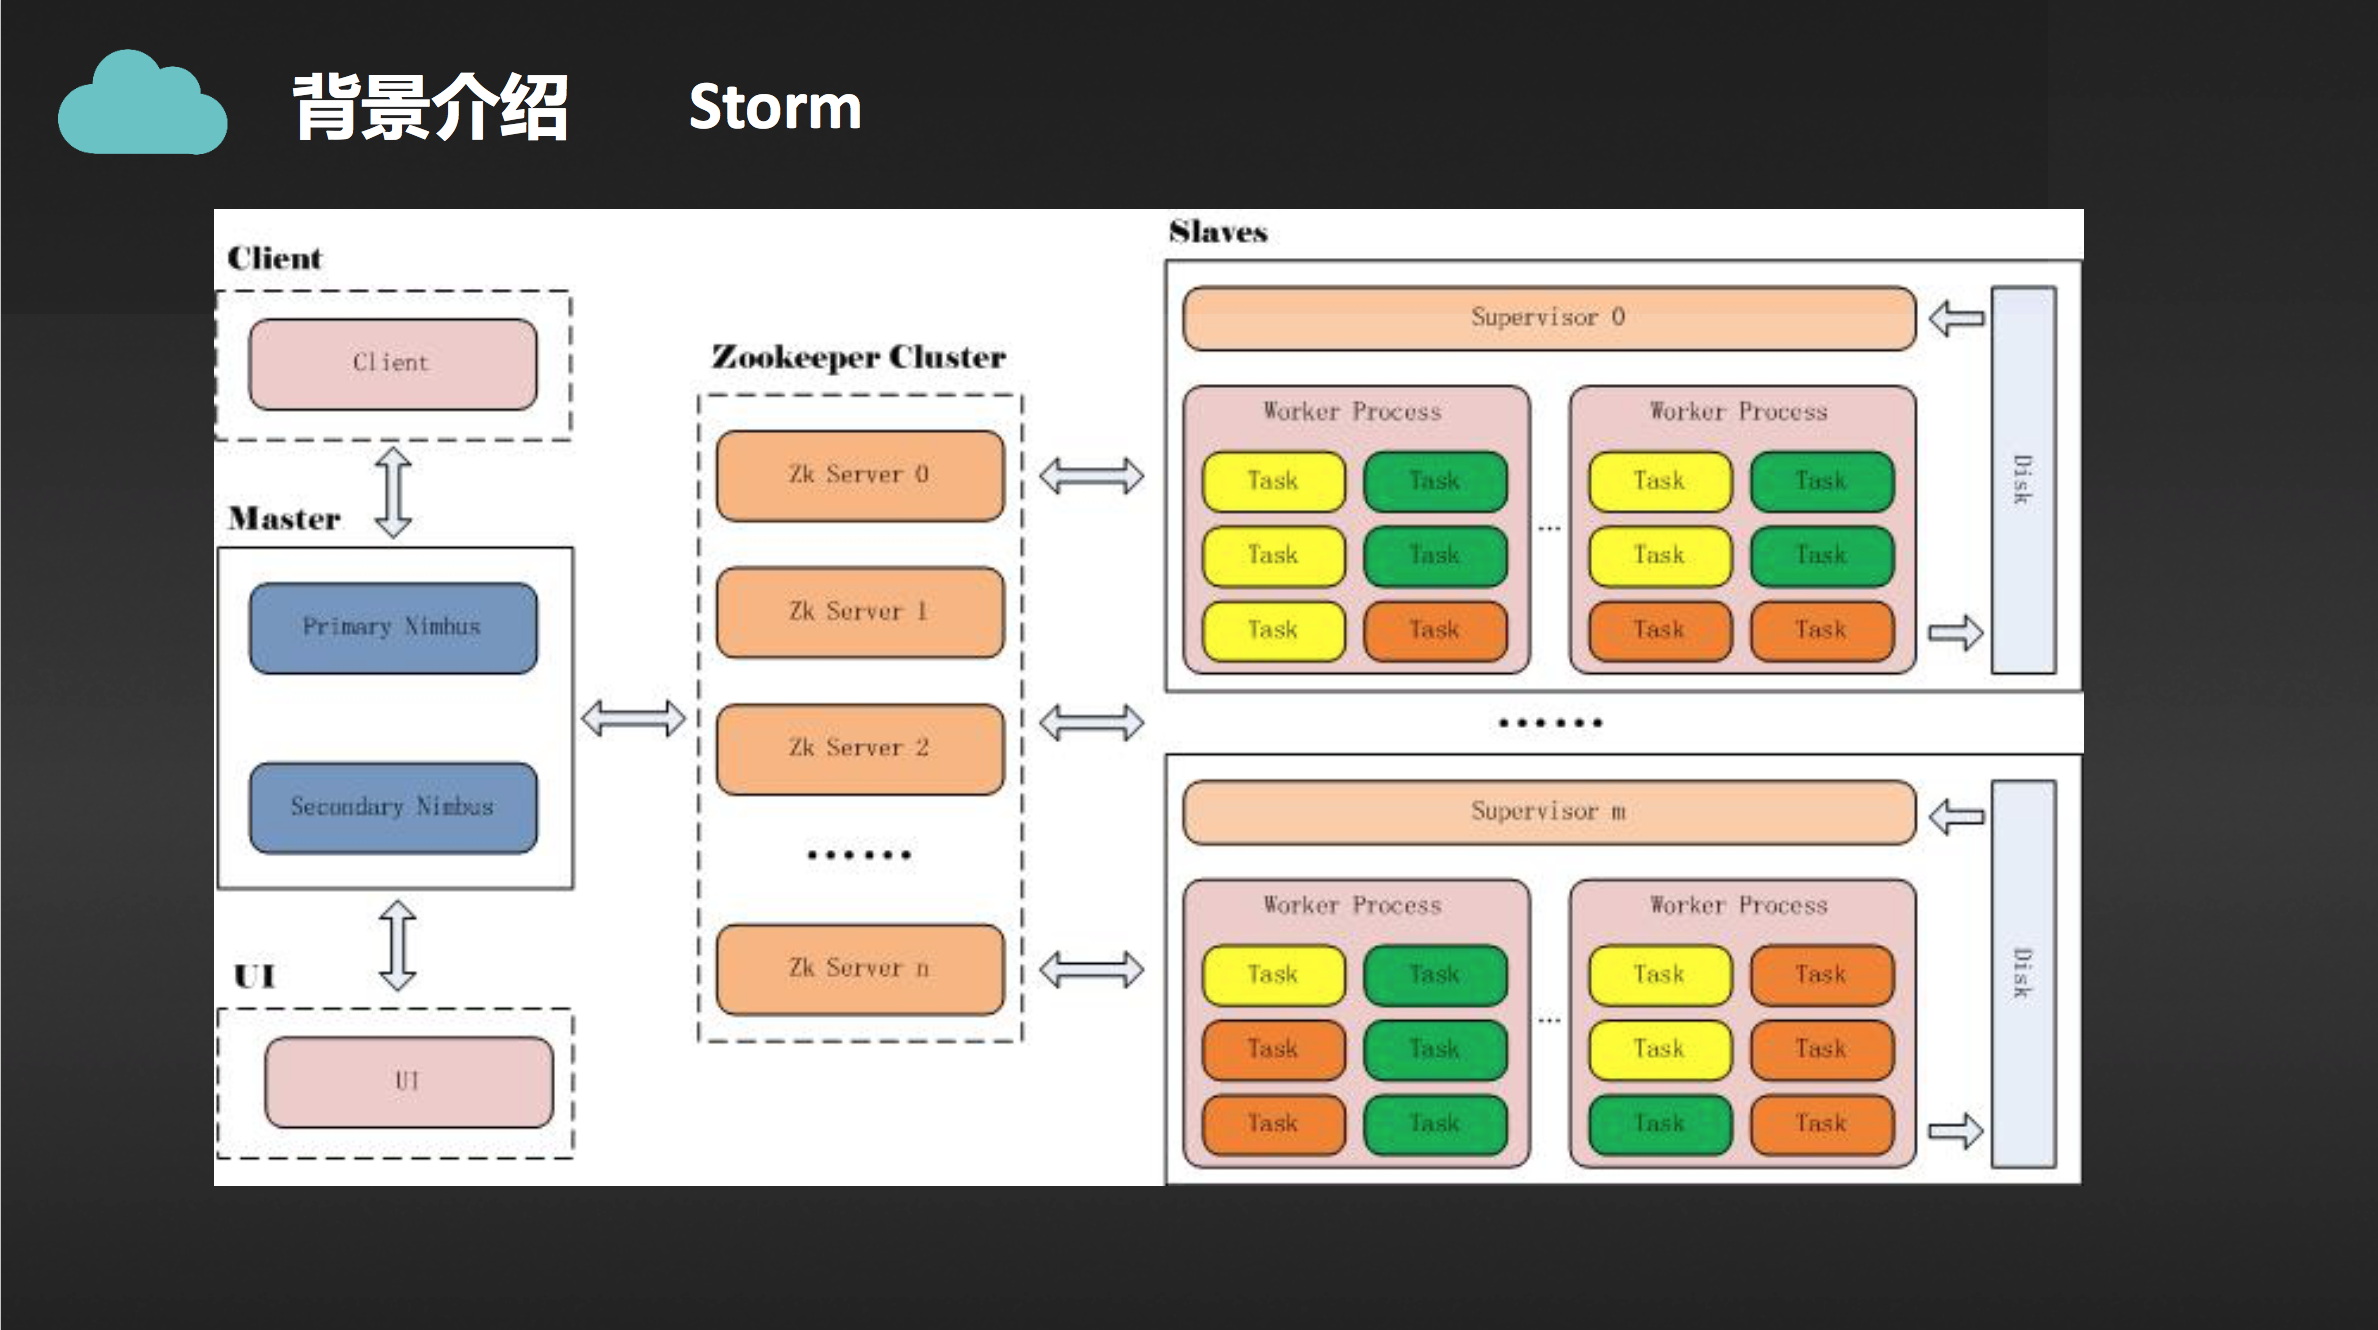 背景介绍 Storm
Client
Client
Master
Primary Nimbus
Secondary Nimbus
UI
UI
Zookeeper Cluster
Zk Server 0
Zk Server 1
Zk Server 2
......
Zk Server n
Slaves
Supervisor 0
Worker Process
Task Task
Task Task
Task Task
...
Worker Process
Task Task
Task Task
Task Task
Disk
......
Supervisor m
Worker Process
Task Task
Task Task
Task Task
...
Worker Process
Task Task
Task Task
Task Task
Disk